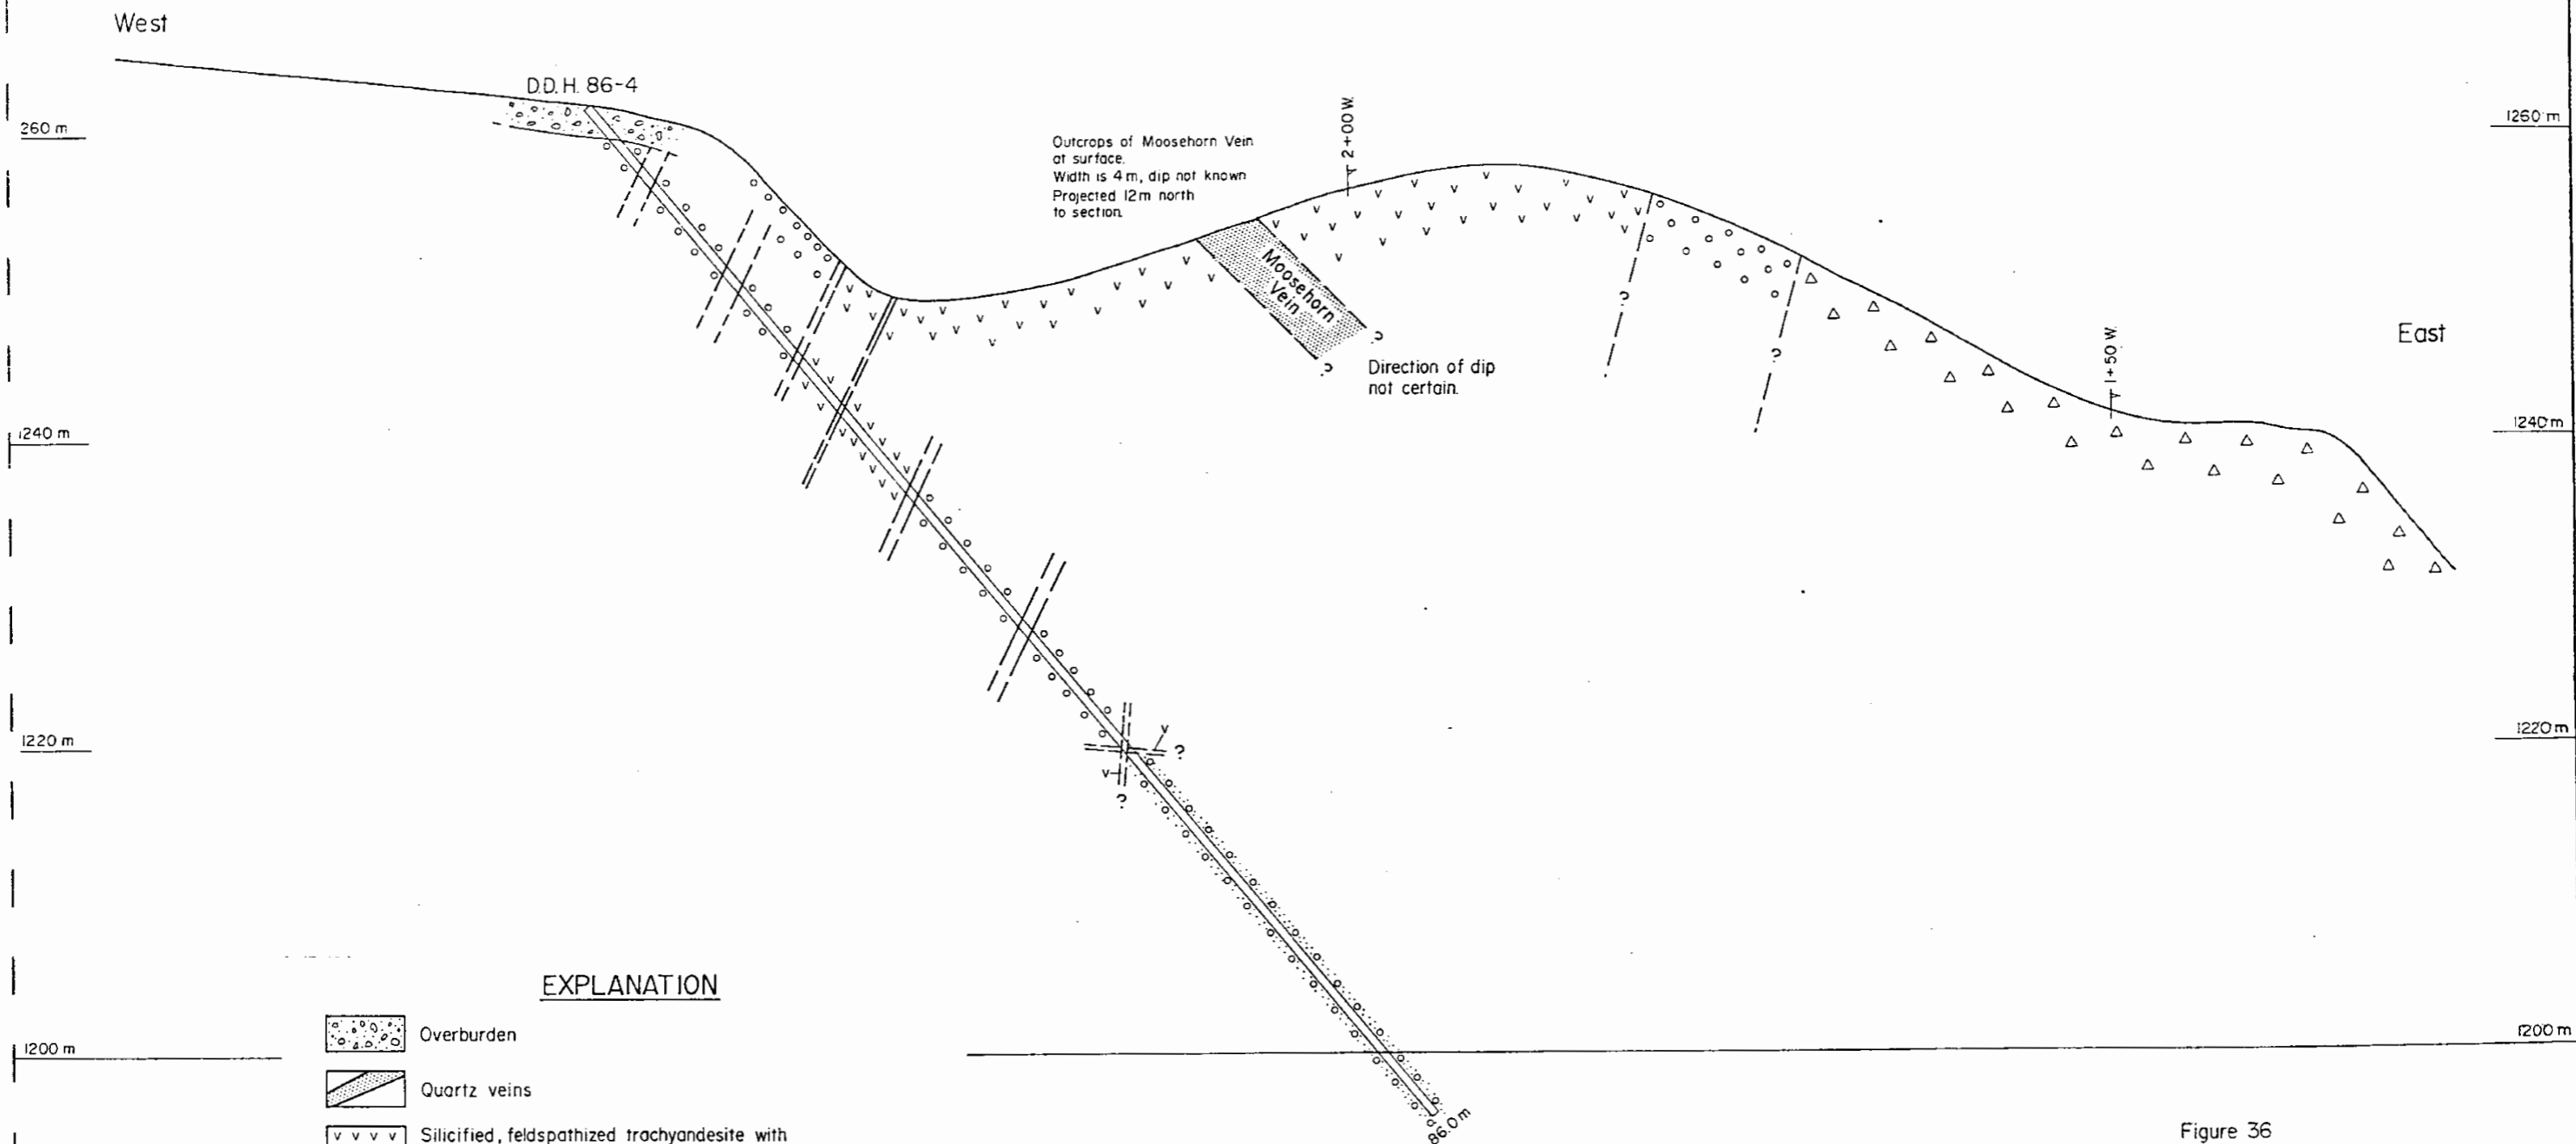 West
D.D.H. 86-4
260 m
1260 m
Outcrops of Moosehorn Vein
at surface.
Width is 4 m, dip not known
Projected 12m north
to section.
2+00 W.
Moosehorn
Vein
?
?
Direction of dip
not certain.
?
?
East
1+50 W.
1240 m
1240 m
1220 m
1220 m
v
?
v
?
EXPLANATION
Overburden
1200 m
1200 m
Quartz veins
v v v v Silicified, feldspathized trachyandesite with
86.0 m
Figure 36